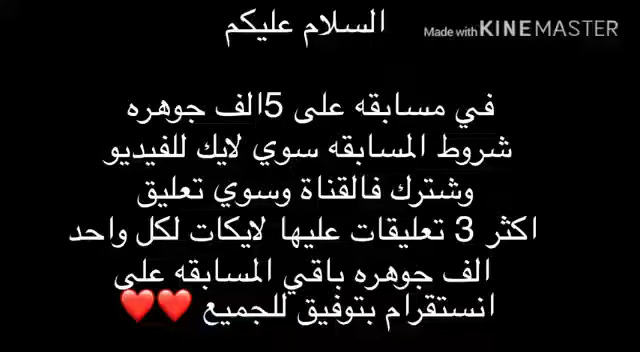 السلام عليكم
Made with KINEMASTER
في مسابقه على 5الف جوهره
شروط المسابقه سوي لايك للفيديو
وشترك فالقناة وسوي تعليق
اكثر 3 تعليقات عليها لايكات لكل واحد
الف جوهره باقي المسابقه على
انستقرام بتوفيق للجميع ❤️❤️